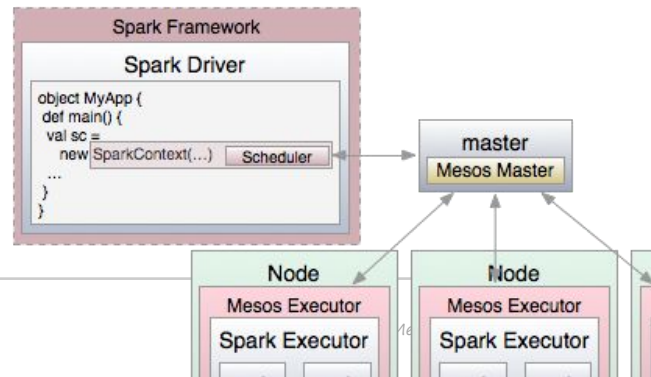 Spark Framework
Spark Driver
object MyApp {
def main() {
val sc =
new SparkContext(...) Scheduler
...
}
}
master
Mesos Master
Node
Mesos Executor
Spark Executor
Node
Mesos Executor
Spark Executor